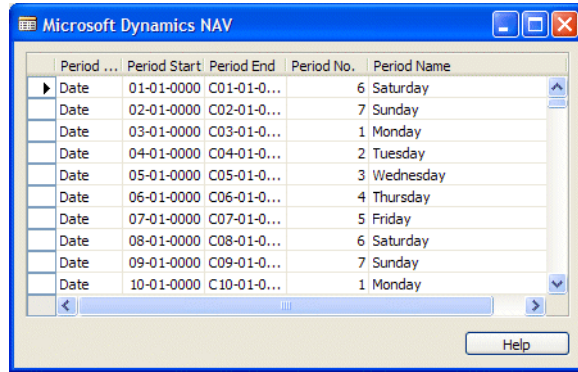 Microsoft Dynamics NAV
Period ... Period Start Period End Period No. Period Name
Date 01-01-0000 C01-01-0... 6 Saturday
Date 02-01-0000 C02-01-0... 7 Sunday
Date 03-01-0000 C03-01-0... 1 Monday
Date 04-01-0000 C04-01-0... 2 Tuesday
Date 05-01-0000 C05-01-0... 3 Wednesday
Date 06-01-0000 C06-01-0... 4 Thursday
Date 07-01-0000 C07-01-0... 5 Friday
Date 08-01-0000 C08-01-0... 6 Saturday
Date 09-01-0000 C09-01-0... 7 Sunday
Date 10-01-0000 C10-01-0... 1 Monday
Help